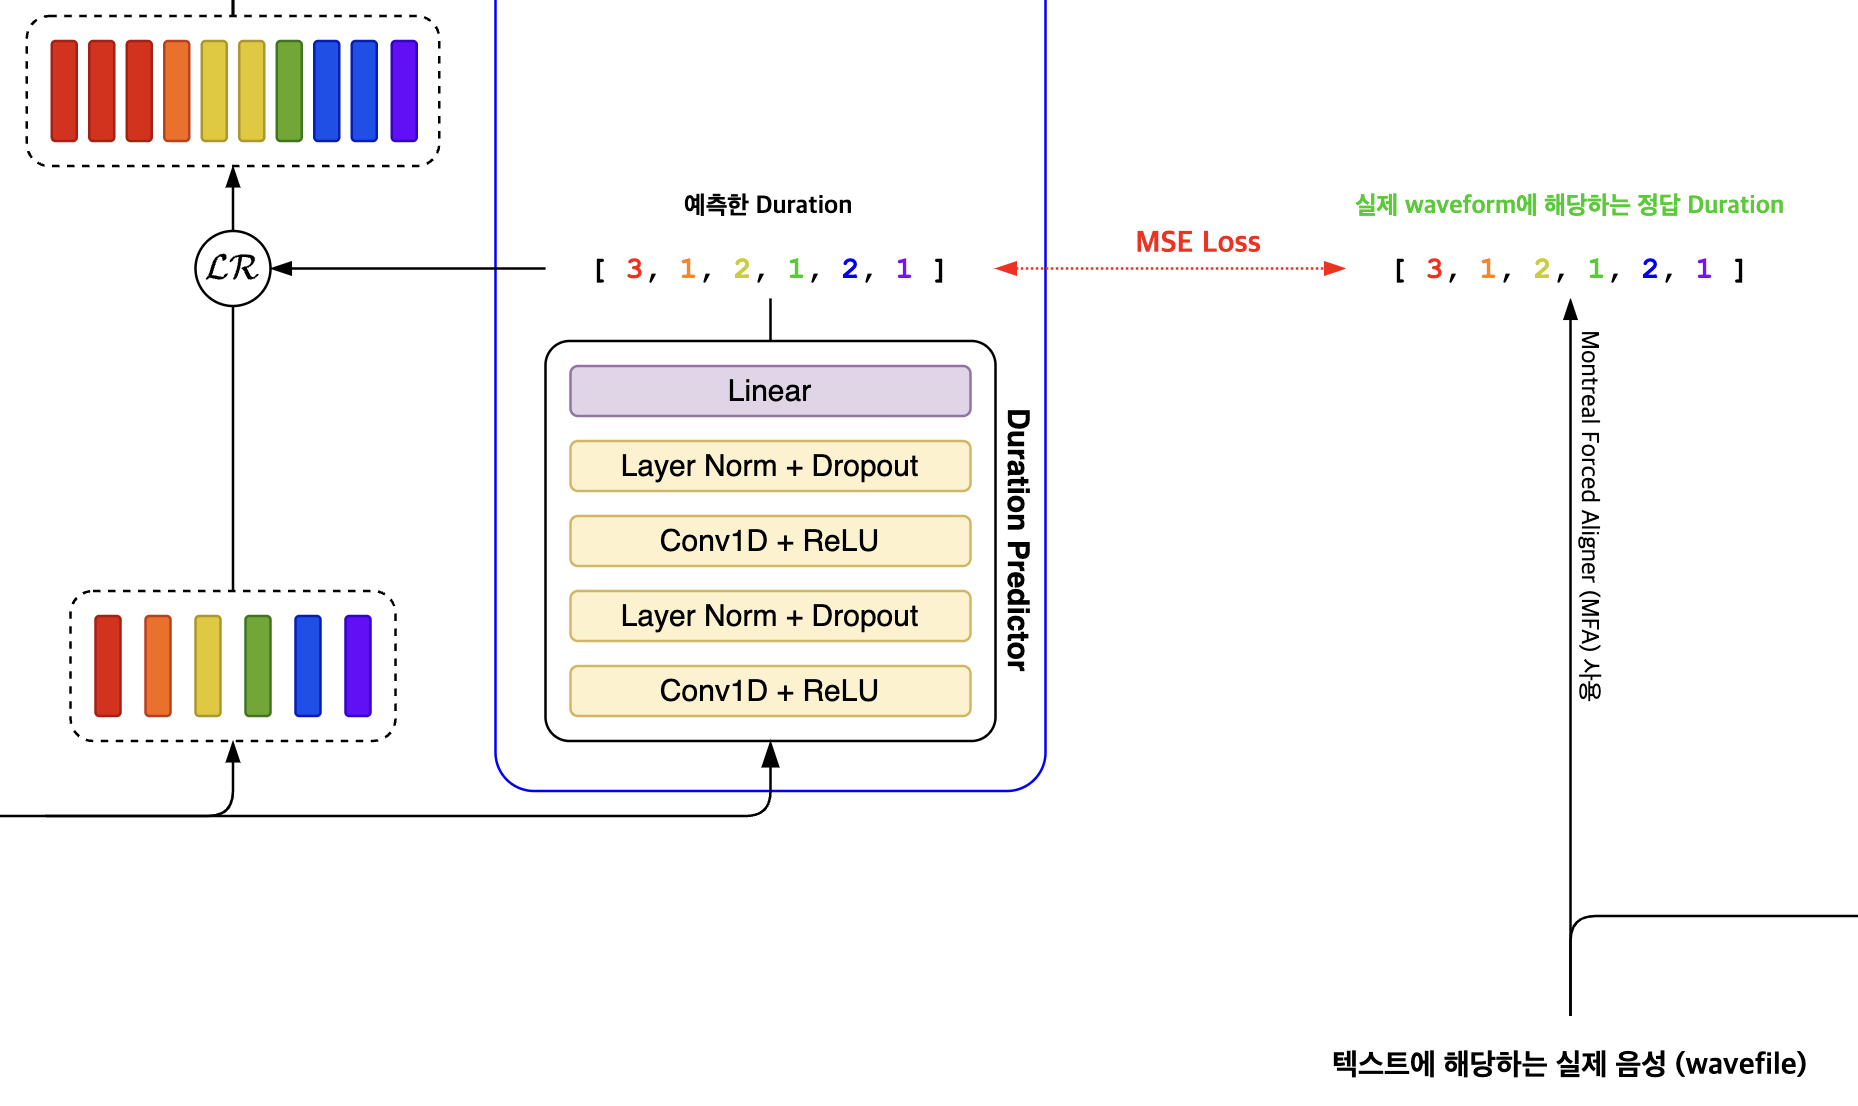 예측한 Duration
실제 waveform에 해당하는 정답 Duration
MSE Loss
ℒℛ
[ 3, 1, 2, 1, 2, 1 ]
[ 3, 1, 2, 1, 2, 1 ]
Linear
Layer Norm + Dropout
Conv1D + ReLU
Layer Norm + Dropout
Conv1D + ReLU
Duration Predictor
Montreal Forced Aligner (MFA) 사용
텍스트에 해당하는 실제 음성 (wavefile)